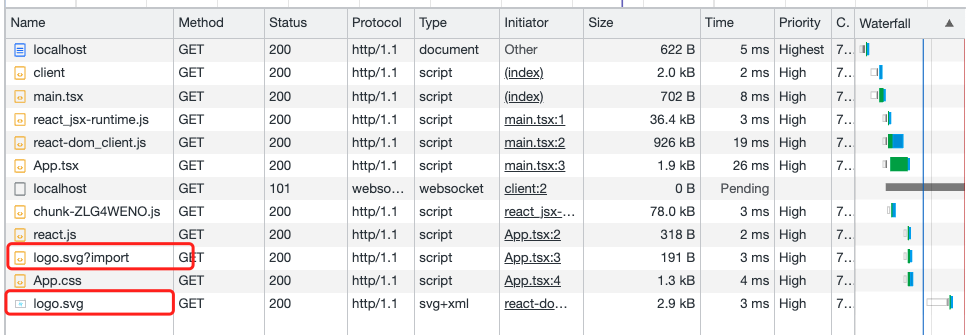 Name Method Status Protocol Type Initiator Size Time Priority C. Waterfall
localhost GET 200 http/1.1 document Other 622 B 5 ms Highest 7...
client GET 200 http/1.1 script (index) 2.0 kB 2 ms High 7...
main.tsx GET 200 http/1.1 script (index) 702 B 8 ms High 7...
react_jsx-runtime.js GET 200 http/1.1 script main.tsx:1 36.4 kB 3 ms High 7...
react-dom_client.js GET 200 http/1.1 script main.tsx:2 926 kB 19 ms High 7...
App.tsx GET 200 http/1.1 script main.tsx:3 1.9 kB 26 ms High 7...
localhost GET 101 webso... websocket client:2 0 B Pending 7...
chunk-ZLG4WENO.js GET 200 http/1.1 script react_jsx-... 78.0 kB 3 ms High 7...
react.js GET 200 http/1.1 script App.tsx:2 318 B 2 ms High 7...
logo.svg?import GET 200 http/1.1 script App.tsx:3 191 B 3 ms High 7...
App.css GET 200 http/1.1 script App.tsx:4 1.3 kB 4 ms High 7...
logo.svg GET 200 http/1.1 svg+xml react-do... 2.9 kB 3 ms High 7...